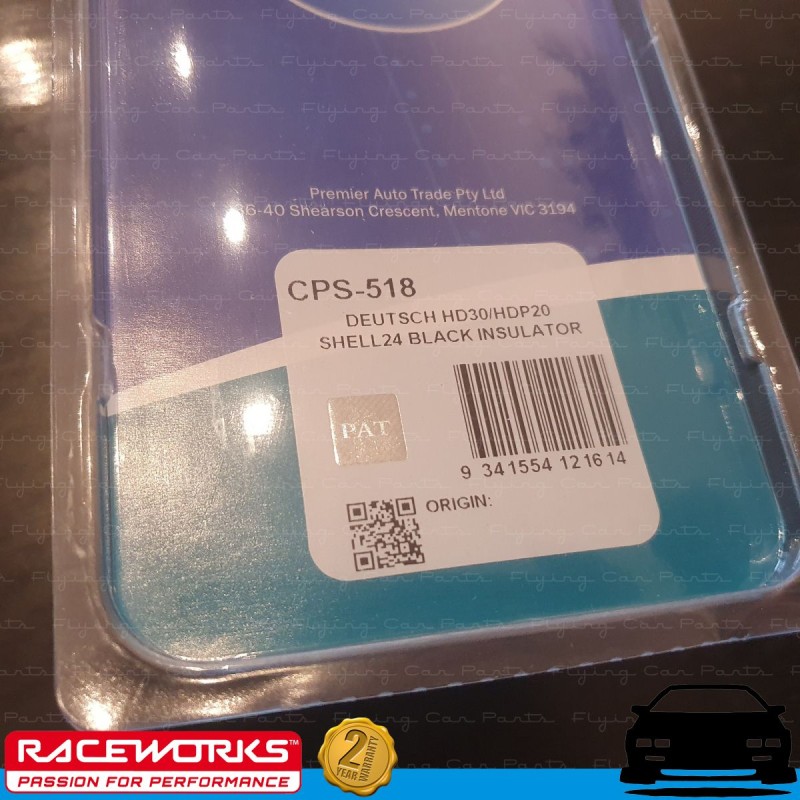 Premier Auto Trade Pty Ltd
36-40 Shearson Crescent, Mentone VIC 3194
CPS-518
DEUTSCH HD30/HDP20
SHELL24 BLACK INSULATOR
PAT
9 341554 121614
ORIGIN:
Flying Car Parts
RACEWORKS™
PASSION FOR PERFORMANCE
2
YEAR WARRANTY